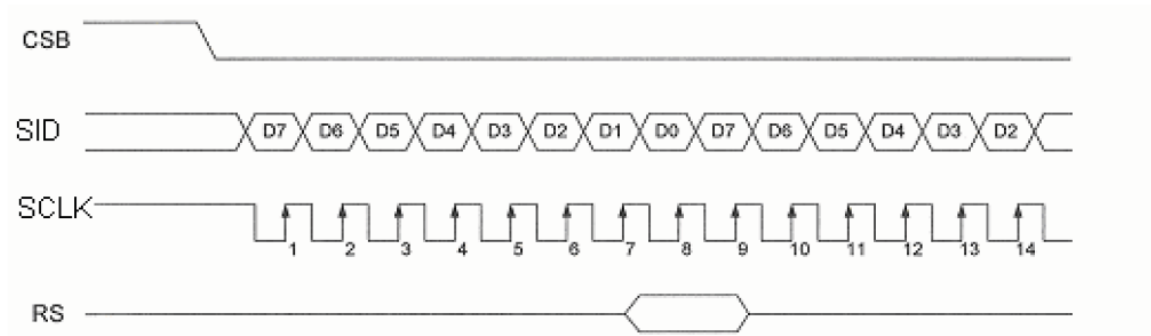 CSB
SID D7 D6 D5 D4 D3 D2 D1 D0 D7 D6 D5 D4 D3 D2
SCLK
1 2 3 4 5 6 7 8 9 10 11 12 13 14
RS